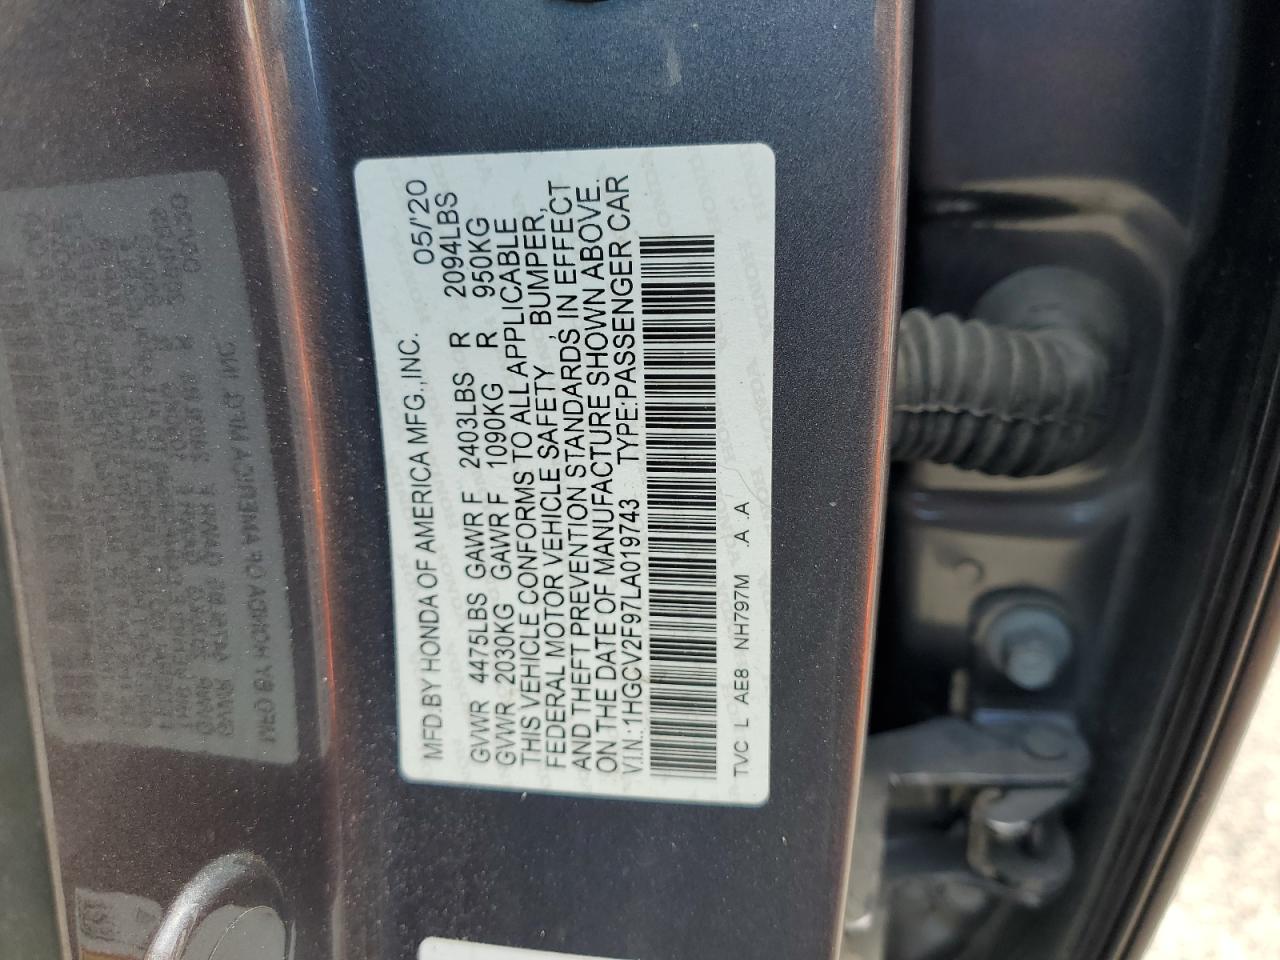 MFD.BY HONDA OF AMERICA MFG.,INC. 05/'20
GVWR 4475LBS GAWR F 2403LBS R 2094LBS
GVWR 2030KG GAWR F 1090KG R 950KG
THIS VEHICLE CONFORMS TO ALL APPLICABLE
FEDERAL MOTOR VEHICLE SAFETY, BUMPER,
AND THEFT PREVENTION STANDARDS IN EFFECT
ON THE DATE OF MANUFACTURE SHOWN ABOVE.
V.I.N.:1HGCV2F97LA019743 TYPE:PASSENGER CAR
TVC L AE8 NH797M .A .A